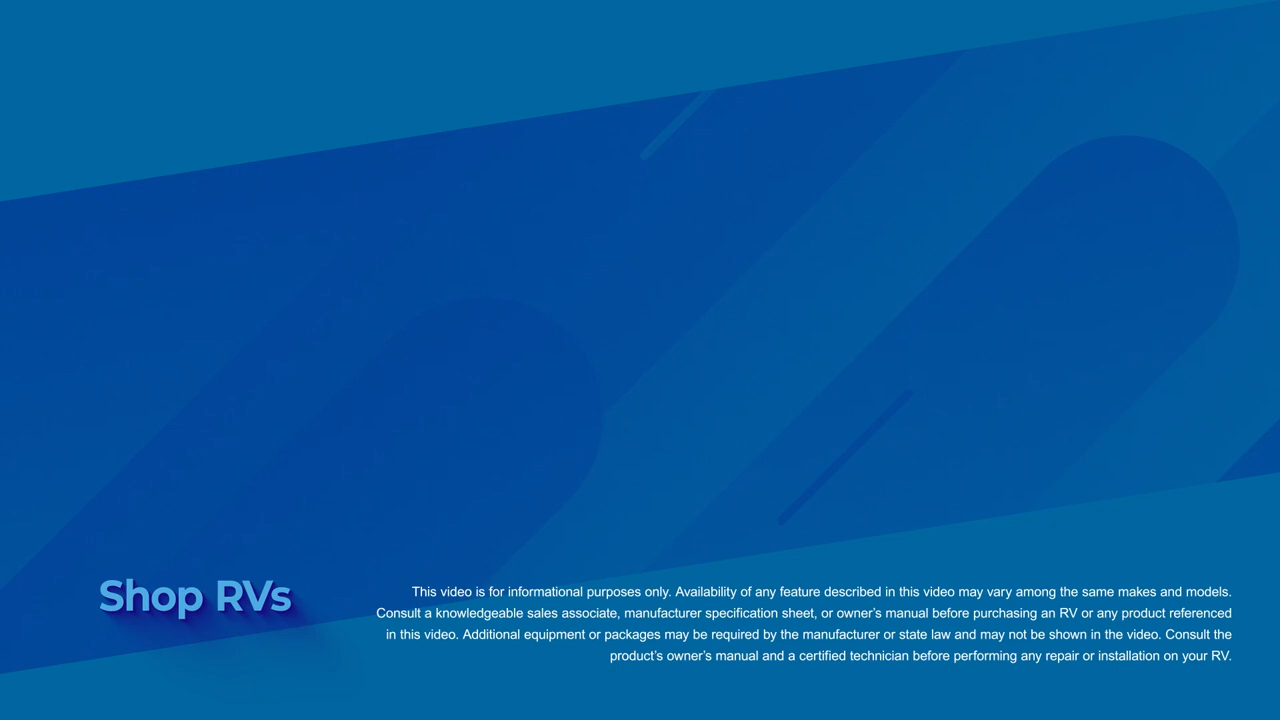 Shop RVs
This video is for informational purposes only. Availability of any feature described in this video may vary among the same makes and models.
Consult a knowledgeable sales associate, manufacturer specification sheet, or owner’s manual before purchasing an RV or any product referenced
in this video. Additional equipment or packages may be required by the manufacturer or state law and may not be shown in the video. Consult the
product’s owner’s manual and a certified technician before performing any repair or installation on your RV.